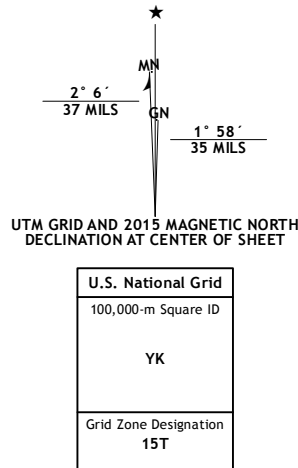 ★
MN
2° 6´
37 MILS
GN
1° 58´
35 MILS
UTM GRID AND 2015 MAGNETIC NORTH
DECLINATION AT CENTER OF SHEET
U.S. National Grid
100,000-m Square ID
YK
Grid Zone Designation
15T